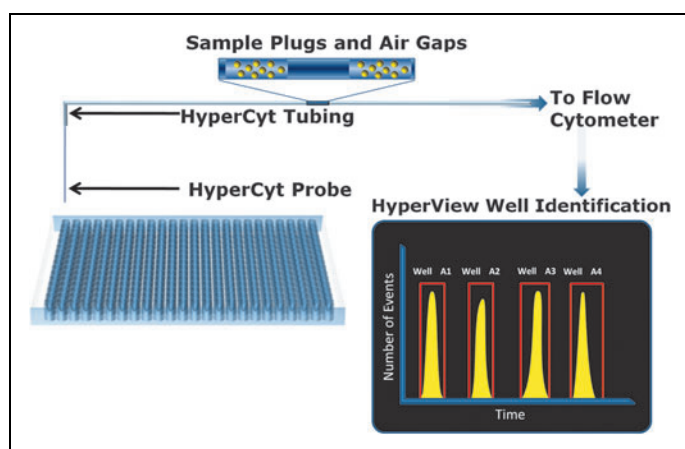 Sample Plugs and Air Gaps
HyperCyt Tubing
To Flow
Cytometer
HyperCyt Probe
HyperView Well Identification
Well A1 Well A2 Well A3 Well A4
Number of Events
Time